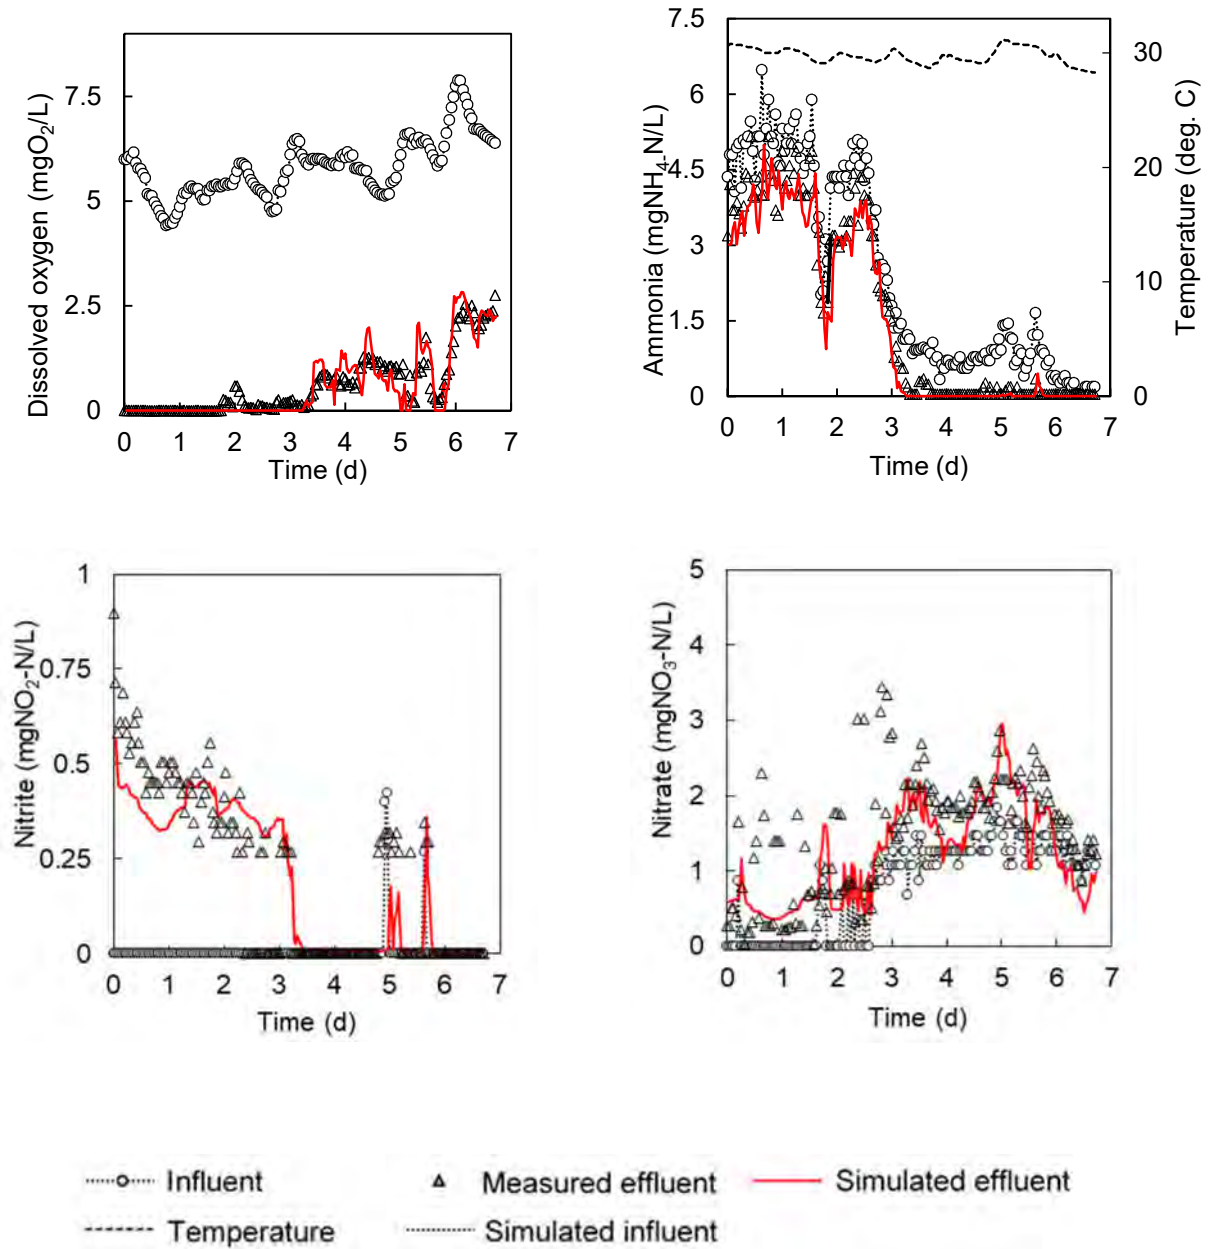 Dissolved oxygen (mgO₂/L)
7.5
5
2.5
0
0 1 2 3 4 5 6 7
Time (d)
Ammonia (mgNH₄-N/L)
7.5
6
4.5
3
1.5
0
30
20
10
0
Temperature (deg. C)
0 1 2 3 4 5 6 7
Time (d)
Nitrite (mgNO₂-N/L)
1
0.75
0.5
0.25
0
0 1 2 3 4 5 6 7
Time (d)
Nitrate (mgNO₃-N/L)
5
4
3
2
1
0
0 1 2 3 4 5 6 7
Time (d)
Influent Measured effluent Simulated effluent
Temperature Simulated influent